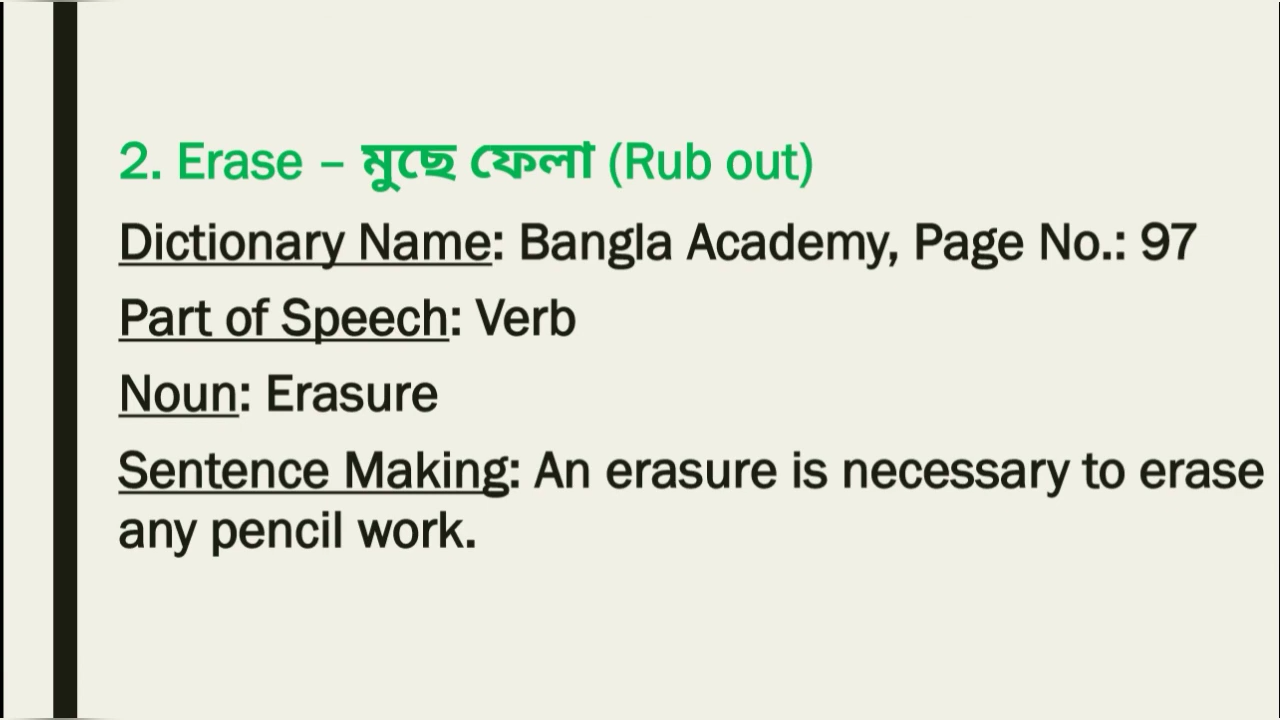 2. Erase – মুছে ফেলা (Rub out)
Dictionary Name: Bangla Academy, Page No.: 97
Part of Speech: Verb
Noun: Erasure
Sentence Making: An erasure is necessary to erase
any pencil work.